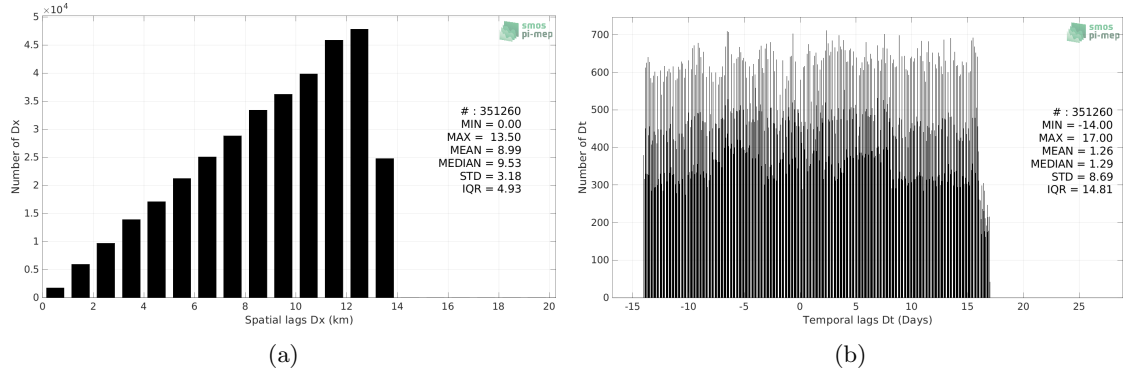 ×10⁴
5
4.5
4
3.5
3
2.5
2
1.5
1
0.5
0
Number of Dx
0 2 4 6 8 10 12 14 16 18 20
Spatial lags Dx (km)
smos
pi-mep
# : 351260
MIN = 0.00
MAX = 13.50
MEAN = 8.99
MEDIAN = 9.53
STD = 3.18
IQR = 4.93
(a)
700
600
500
400
300
200
100
0
Number of Dt
-15 -10 -5 0 5 10 15 20 25
Temporal lags Dt (Days)
smos
pi-mep
# : 351260
MIN = -14.00
MAX = 17.00
MEAN = 1.26
MEDIAN = 1.29
STD = 8.69
IQR = 14.81
(b)